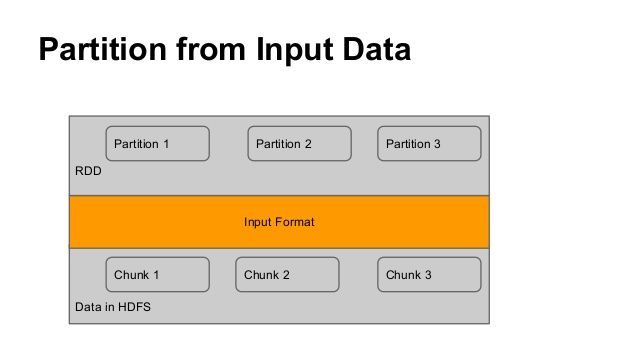 Partition from Input Data
Partition 1
Partition 2
Partition 3
RDD
Input Format
Chunk 1
Chunk 2
Chunk 3
Data in HDFS